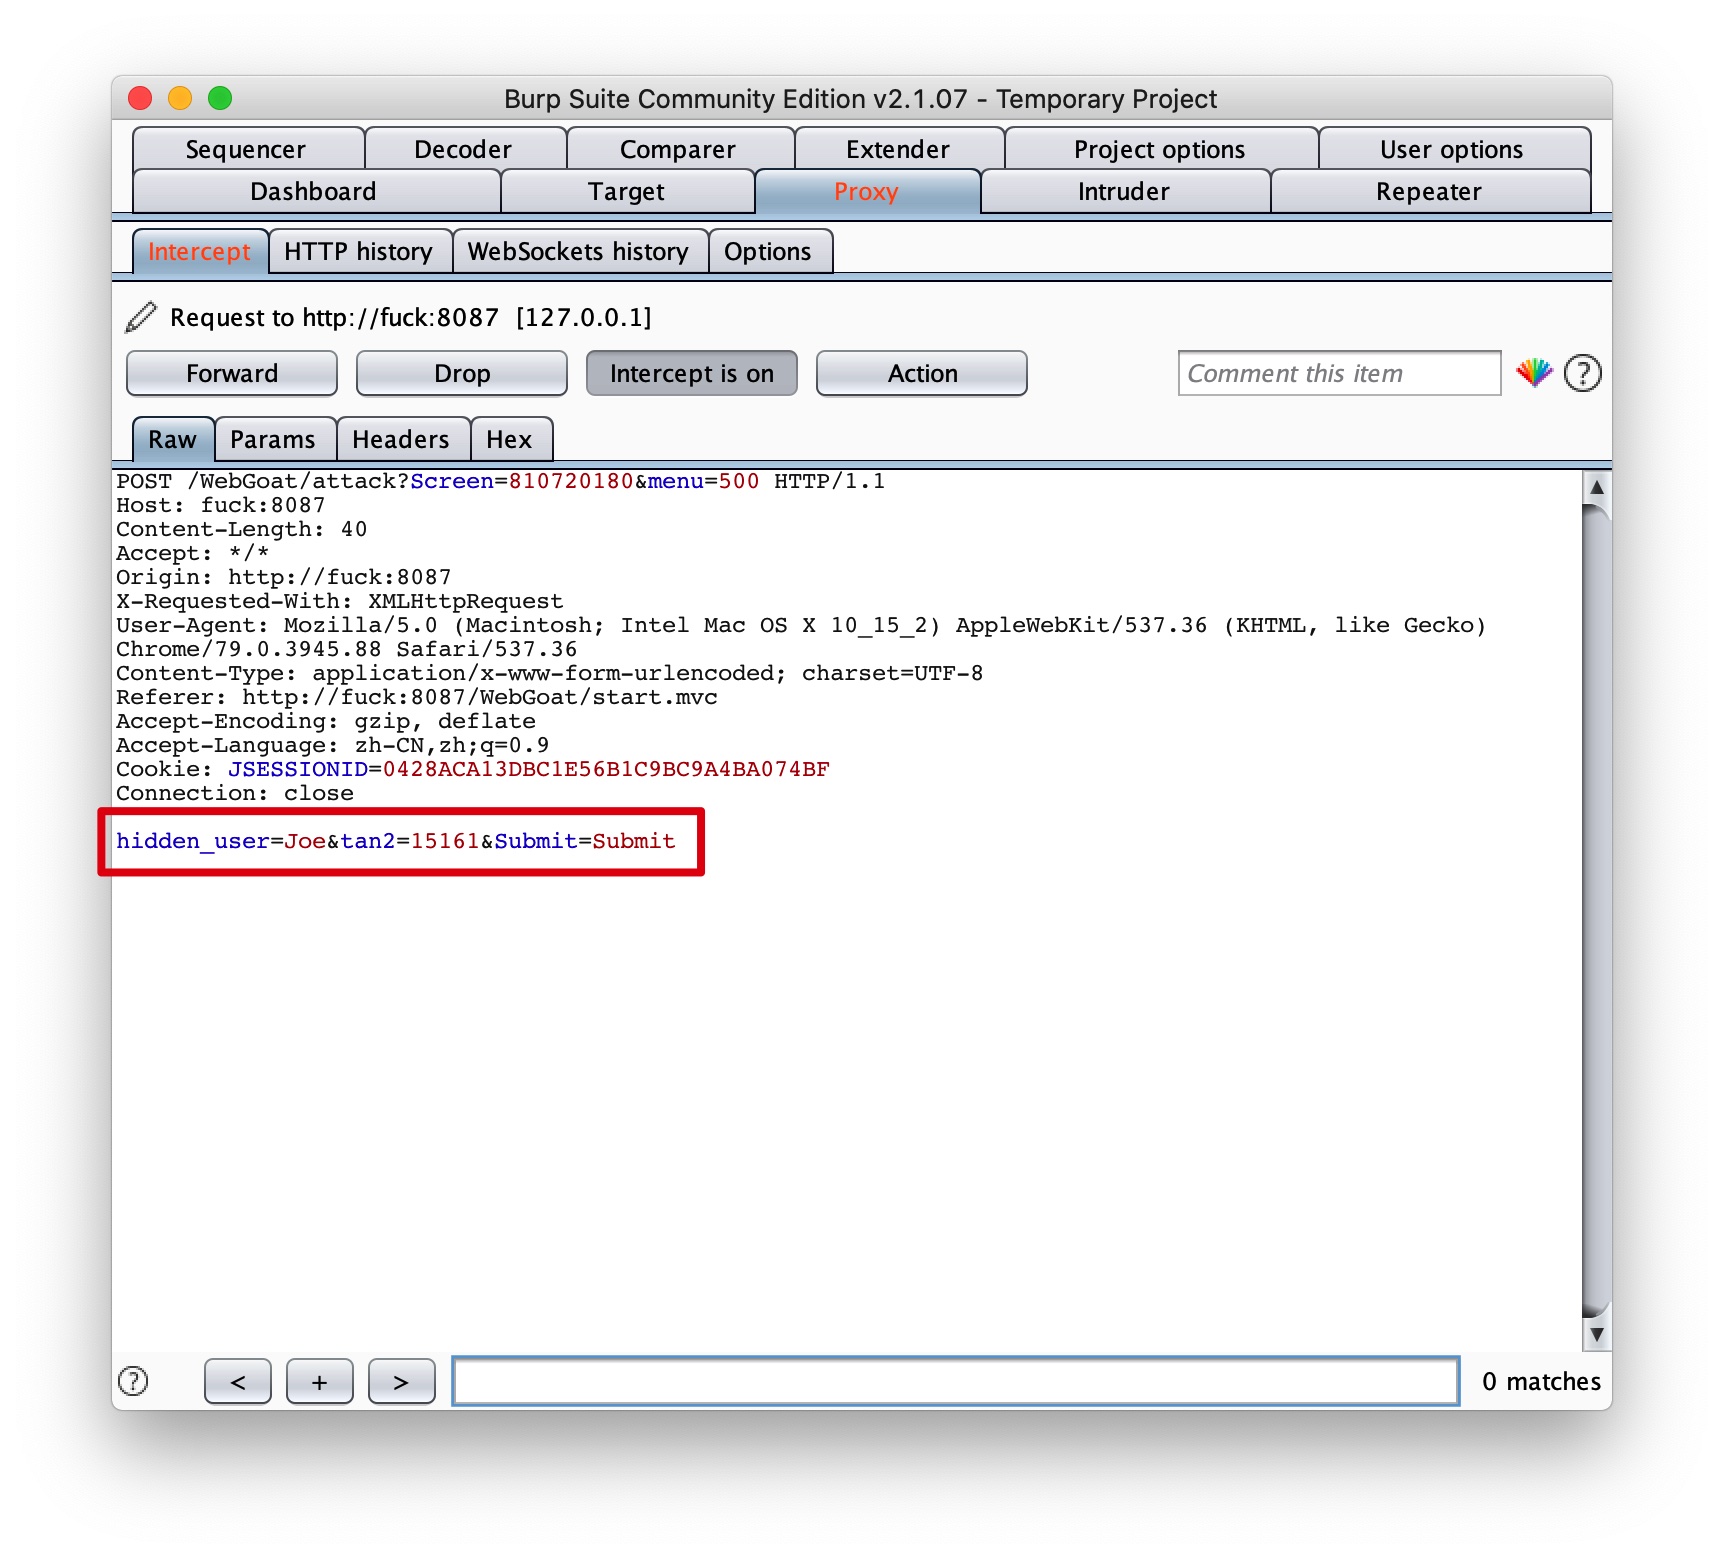 Burp Suite Community Edition v2.1.07 - Temporary Project
Sequencer Decoder Comparer Extender Project options User options
Dashboard Target Proxy Intruder Repeater
Intercept HTTP history WebSockets history Options
Request to http://fuck:8087 [127.0.0.1]
Forward Drop Intercept is on Action Comment this item ?
Raw Params Headers Hex
POST /WebGoat/attack?Screen=810720180&menu=500 HTTP/1.1
Host: fuck:8087
Content-Length: 40
Accept: */*
Origin: http://fuck:8087
X-Requested-With: XMLHttpRequest
User-Agent: Mozilla/5.0 (Macintosh; Intel Mac OS X 10_15_2) AppleWebKit/537.36 (KHTML, like Gecko)
Chrome/79.0.3945.88 Safari/537.36
Content-Type: application/x-www-form-urlencoded; charset=UTF-8
Referer: http://fuck:8087/WebGoat/start.mvc
Accept-Encoding: gzip, deflate
Accept-Language: zh-CN,zh;q=0.9
Cookie: JSESSIONID=0428ACA13DBC1E56B1C9BC9A4BA074BF
Connection: close
hidden_user=Joe&tan2=15161&Submit=Submit
? < + > 0 matches